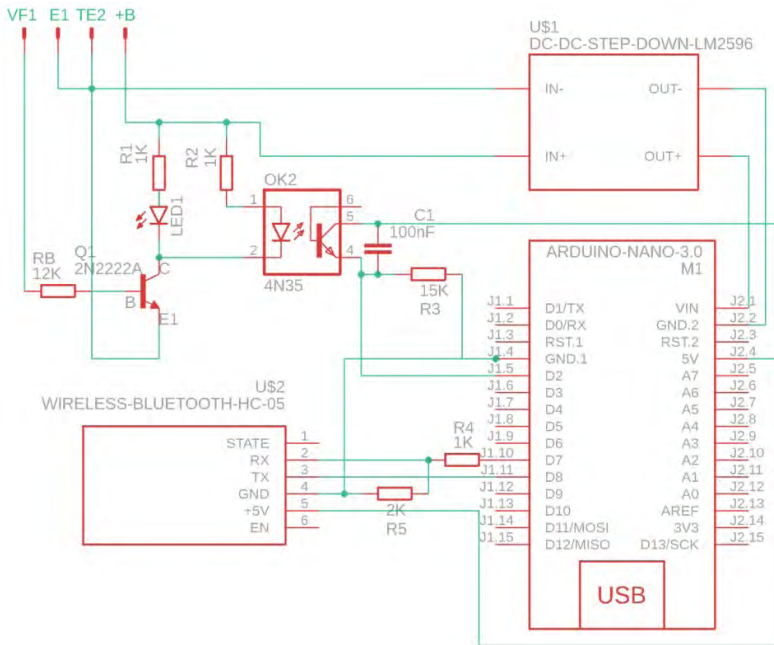 VF1 E1 TE2 +B
U$1
DC-DC-STEP-DOWN-LM2596
IN- OUT-
IN+ OUT+
R1
1K
R2
1K
LED1
OK2
1
2
6
5
4
4N35
C1
100nF
RB
12K
Q1
2N2222A
C
B
E1
15K
R3
ARDUINO-NANO-3.0
M1
J1.1 D1/TX VIN J2.1
J1.2 D0/RX GND.2 J2.2
J1.3 RST.1 RST.2 J2.3
J1.4 GND.1 5V J2.4
J1.5 D2 A7 J2.5
J1.6 D3 A6 J2.6
J1.7 D4 A5 J2.7
J1.8 D5 A4 J2.8
J1.9 D6 A3 J2.9
J1.10 D7 A2 J2.10
J1.11 D8 A1 J2.11
J1.12 D9 A0 J2.12
J1.13 D10 AREF J2.13
J1.14 D11/MOSI 3V3 J2.14
J1.15 D12/MISO D13/SCK J2.15
USB
U$2
WIRELESS-BLUETOOTH-HC-05
STATE 1
RX 2
TX 3
GND 4
+5V 5
EN 6
R4
1K
2K
R5